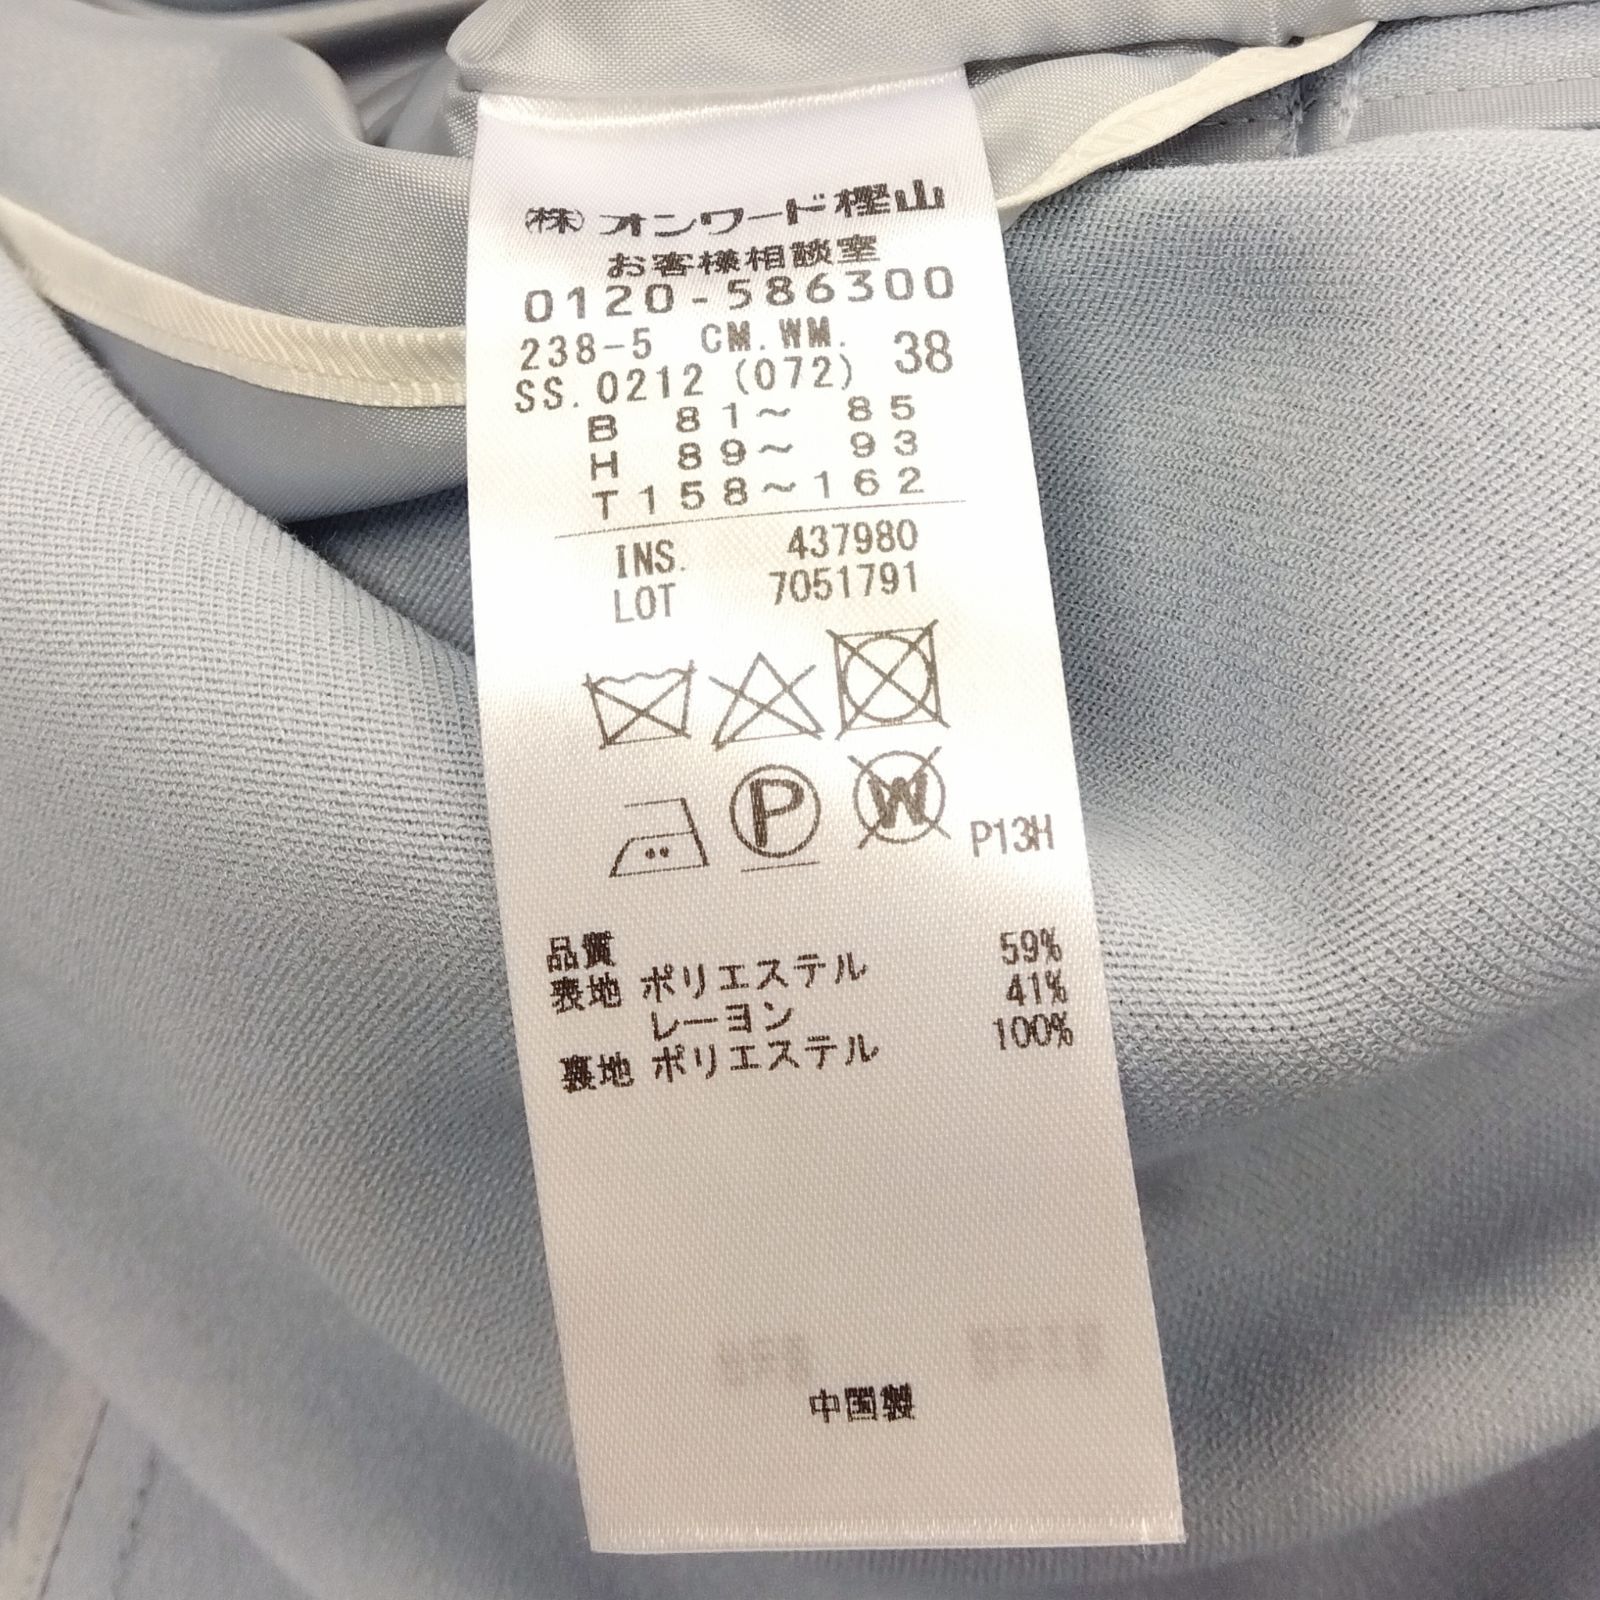 ㈱ オンワード樫山
お客様相談室
0120-586300
238-5 CM.WM. 38
SS.0212 (072)
B 81~ 85
H 89~ 93
T 158~162
INS. 437980
LOT 7051791
P W P13H
品質
表地 ポリエステル 59%
レーヨン 41%
裏地 ポリエステル 100%
中国製